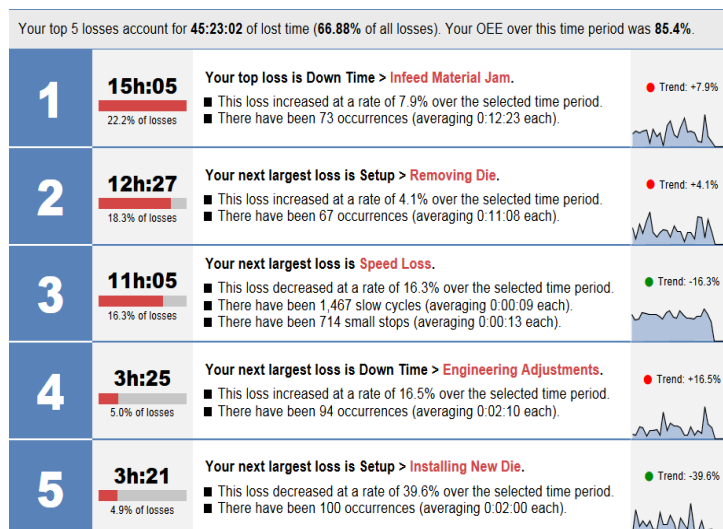 Your top 5 losses account for 45:23:02 of lost time (66.88% of all losses). Your OEE over this time period was 85.4%.
1
15h:05
22.2% of losses
Your top loss is Down Time > Infeed Material Jam.
■ This loss increased at a rate of 7.9% over the selected time period.
■ There have been 73 occurrences (averaging 0:12:23 each).
Trend: +7.9%
2
12h:27
18.3% of losses
Your next largest loss is Setup > Removing Die.
■ This loss increased at a rate of 4.1% over the selected time period.
■ There have been 67 occurrences (averaging 0:11:08 each).
Trend: +4.1%
3
11h:05
16.3% of losses
Your next largest loss is Speed Loss.
■ This loss decreased at a rate of 16.3% over the selected time period.
■ There have been 1,467 slow cycles (averaging 0:00:09 each).
■ There have been 714 small stops (averaging 0:00:13 each).
Trend: -16.3%
4
3h:25
5.0% of losses
Your next largest loss is Down Time > Engineering Adjustments.
■ This loss increased at a rate of 16.5% over the selected time period.
■ There have been 94 occurrences (averaging 0:02:10 each).
Trend: +16.5%
5
3h:21
4.9% of losses
Your next largest loss is Setup > Installing New Die.
■ This loss decreased at a rate of 39.6% over the selected time period.
■ There have been 100 occurrences (averaging 0:02:00 each).
Trend: -39.6%